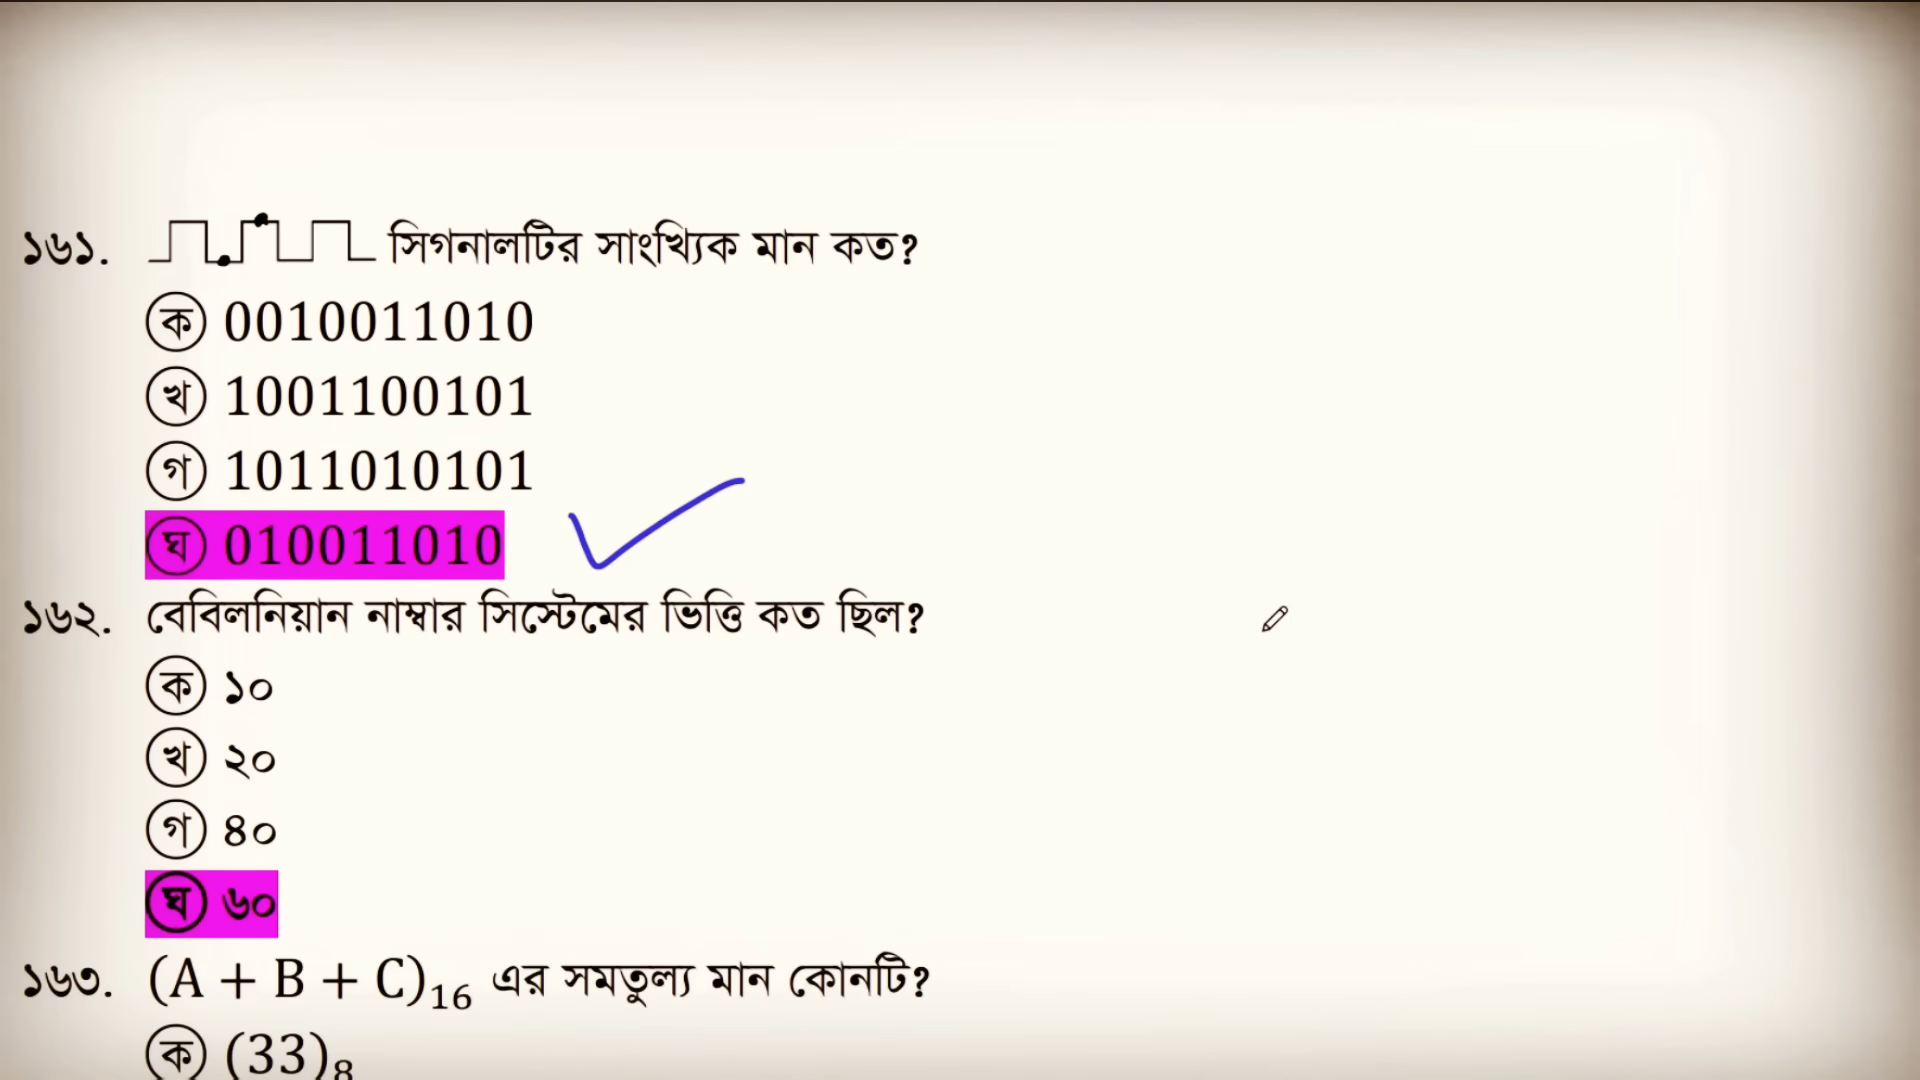 ১৬১. সিগনালটির সাংখ্যিক মান কত?
ক 0010011010
খ 1001100101
গ 1011010101
ঘ 010011010
১৬২. বেবিলনিয়ান নাম্বার সিস্টেমের ভিত্তি কত ছিল?
ক ১০
খ ২০
গ ৪০
ঘ ৬০
১৬৩. (A + B + C)₁₆ এর সমতুল্য মান কোনটি?
ক (33)₈